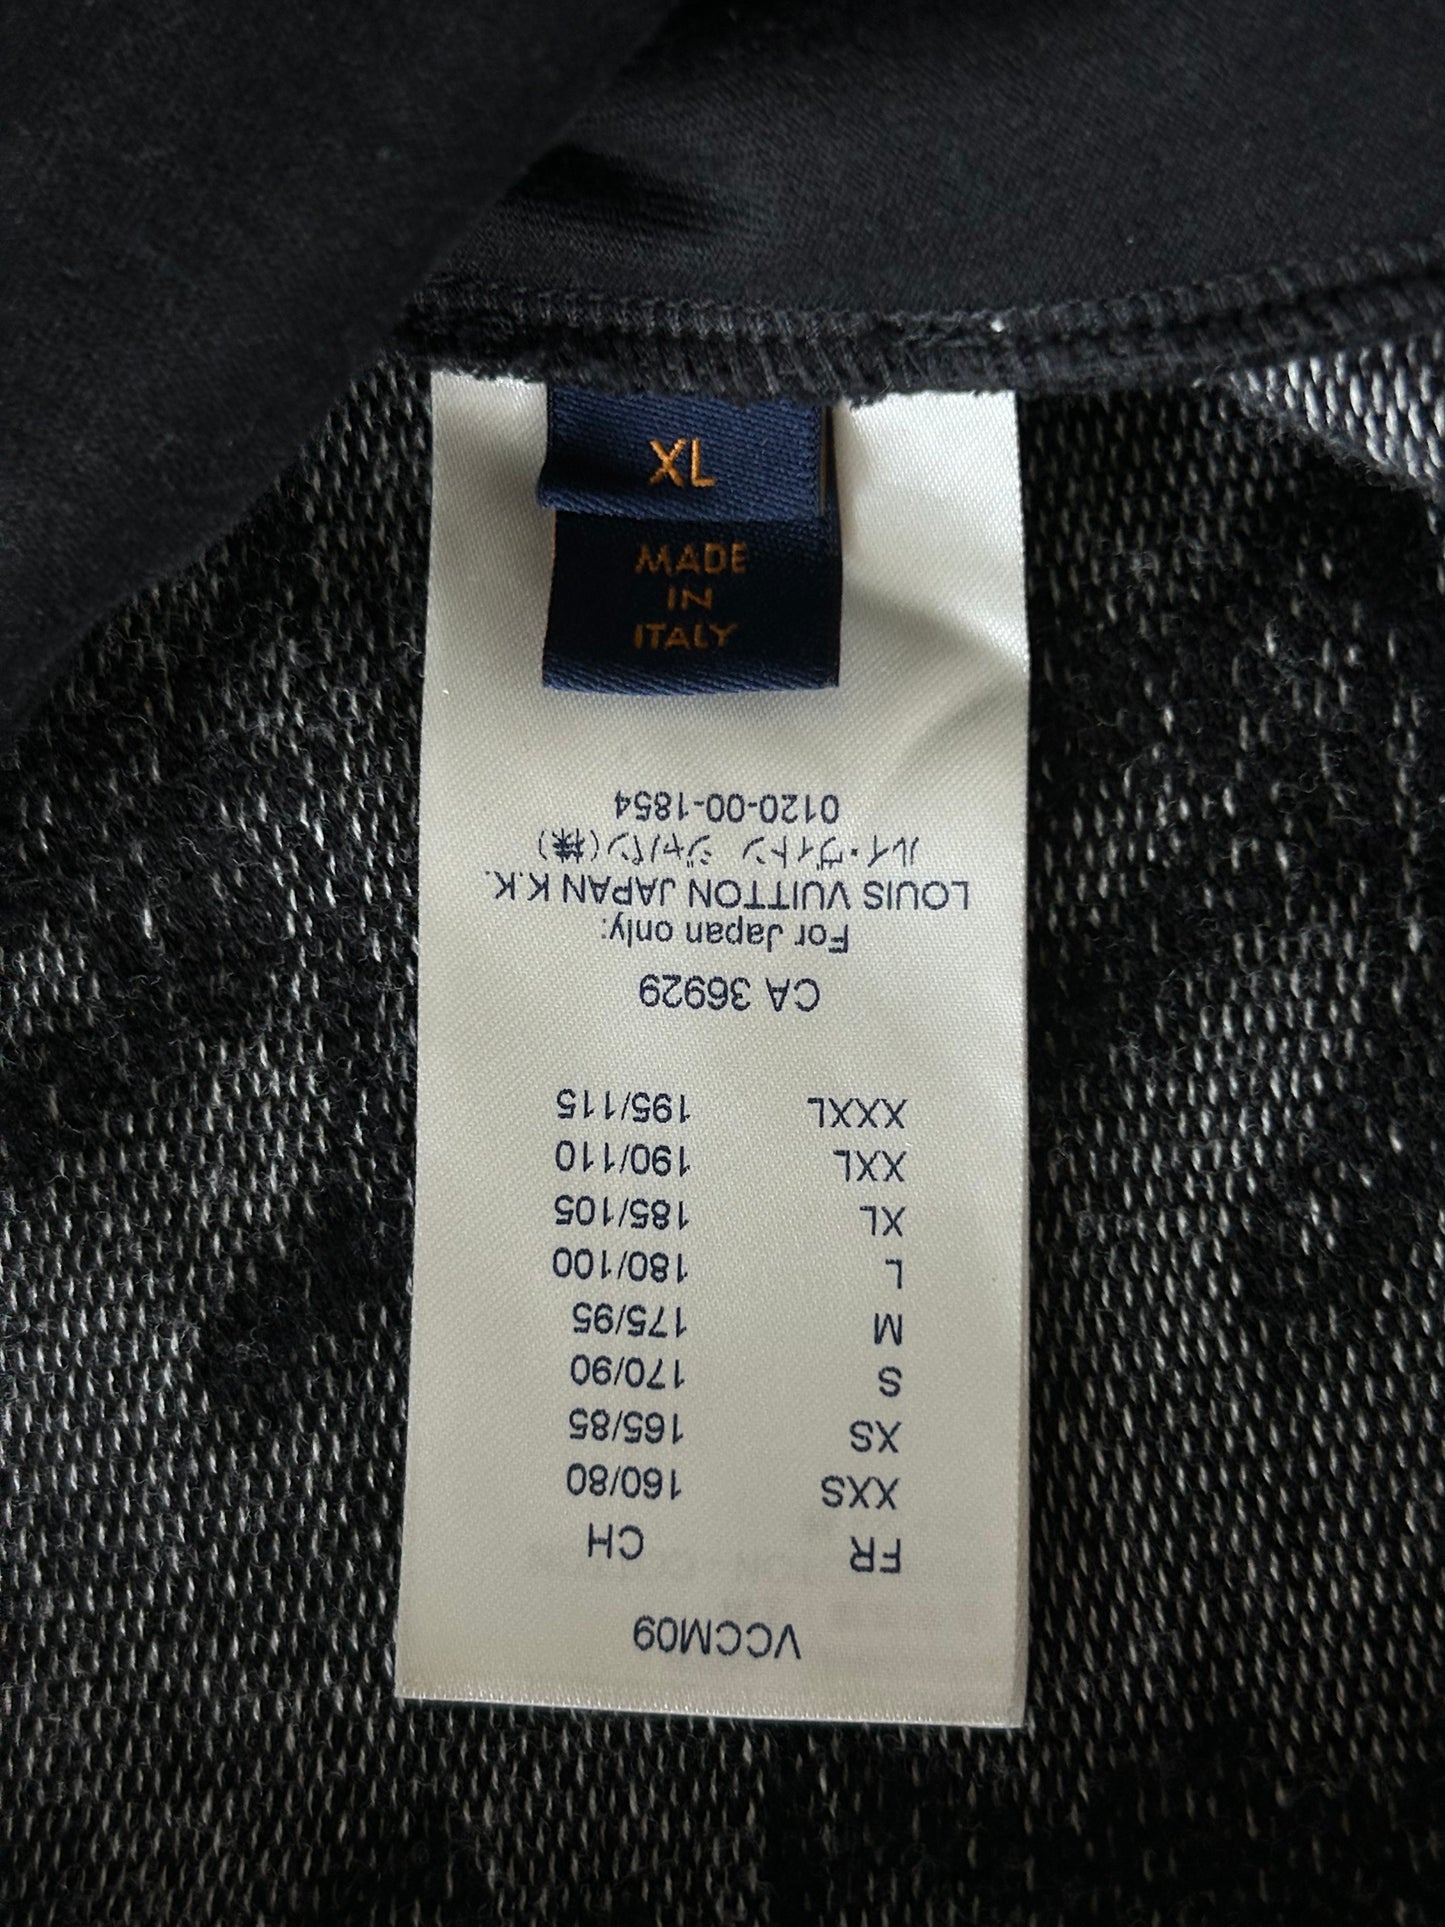 XL
MADE
IN
ITALY
VCCM09
FR CH
XXS 160/80
XS 165/85
S 170/90
M 175/95
L 180/100
XL 185/105
XXL 190/110
XXXL 195/115
CA 36929
For Japan only:
LOUIS VUITTON JAPAN K.K.
ルイ・ヴィトン ジャパン(株)
0120-00-1854